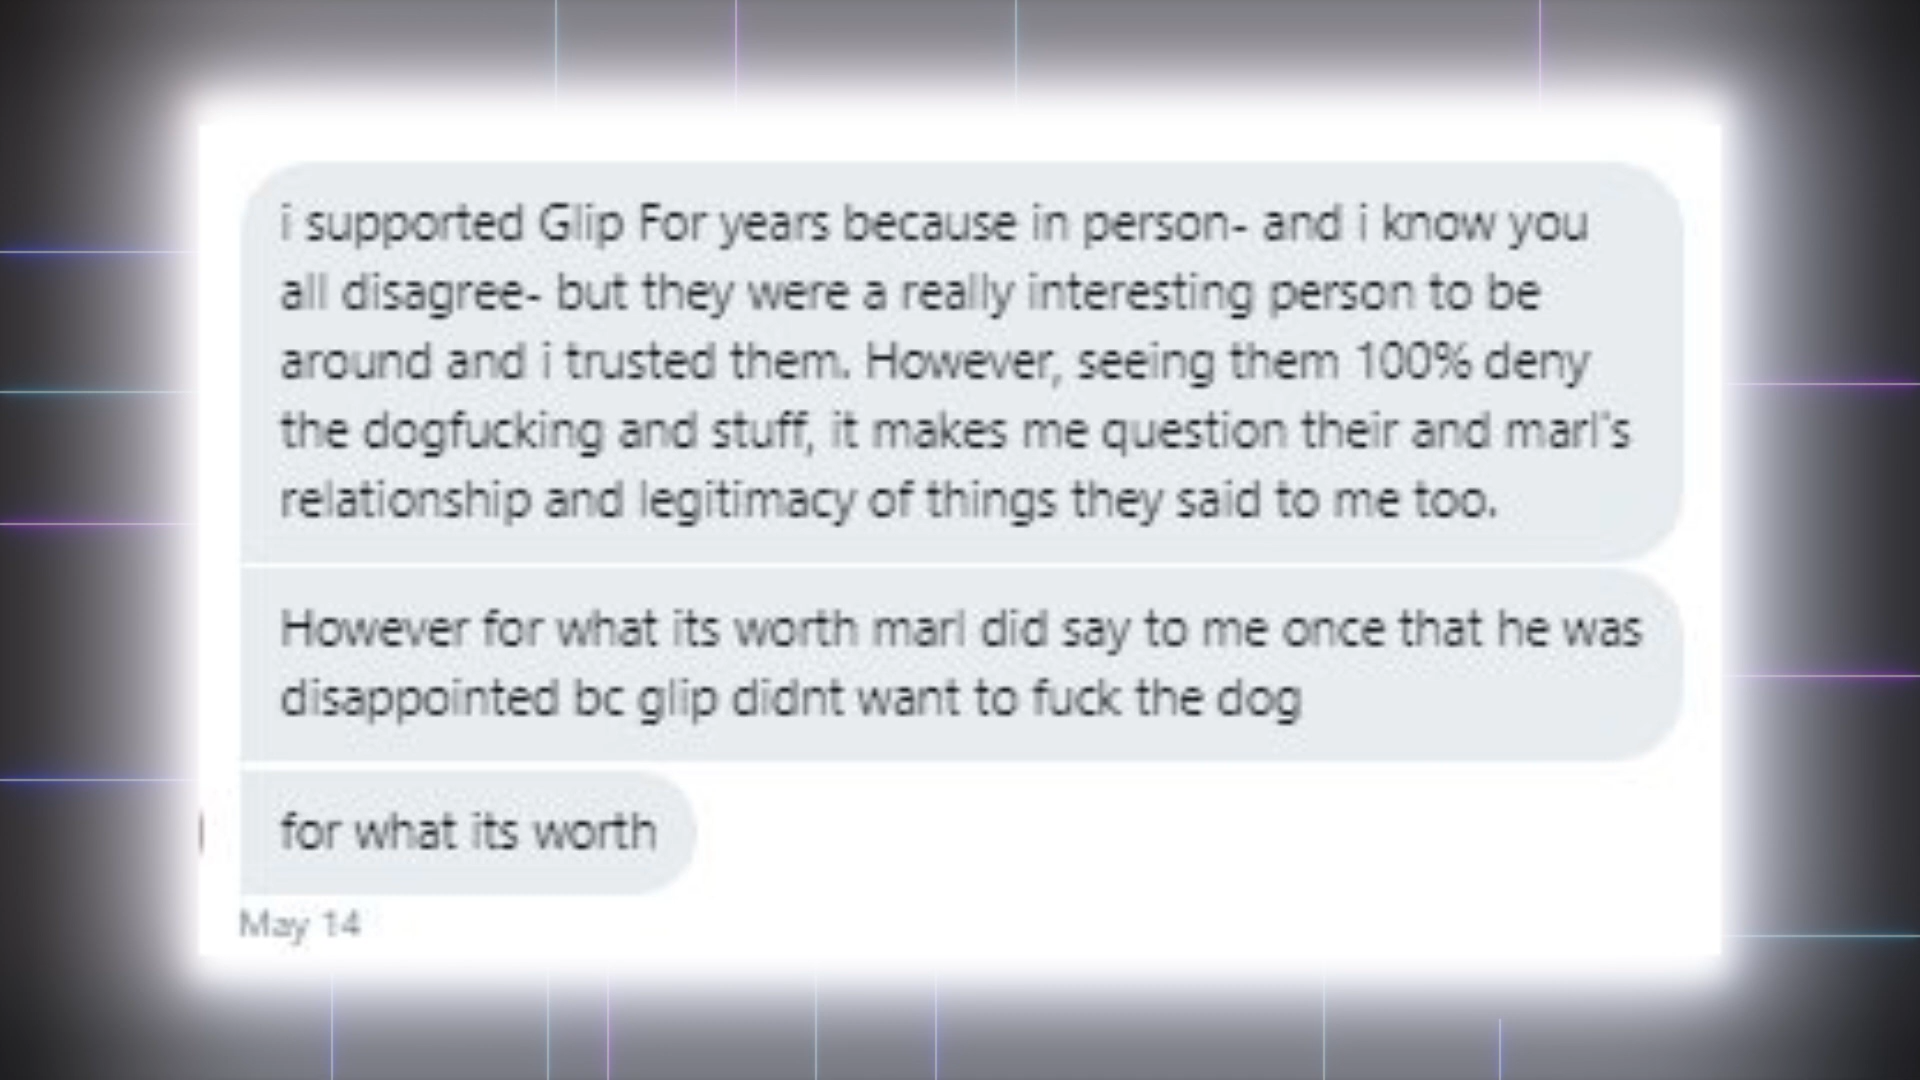 i supported Glip For years because in person- and i know you
all disagree- but they were a really interesting person to be
around and i trusted them. However, seeing them 100% deny
the dogfucking and stuff, it makes me question their and marl's
relationship and legitimacy of things they said to me too.
However for what its worth marl did say to me once that he was
disappointed bc glip didnt want to fuck the dog
for what its worth
May 14